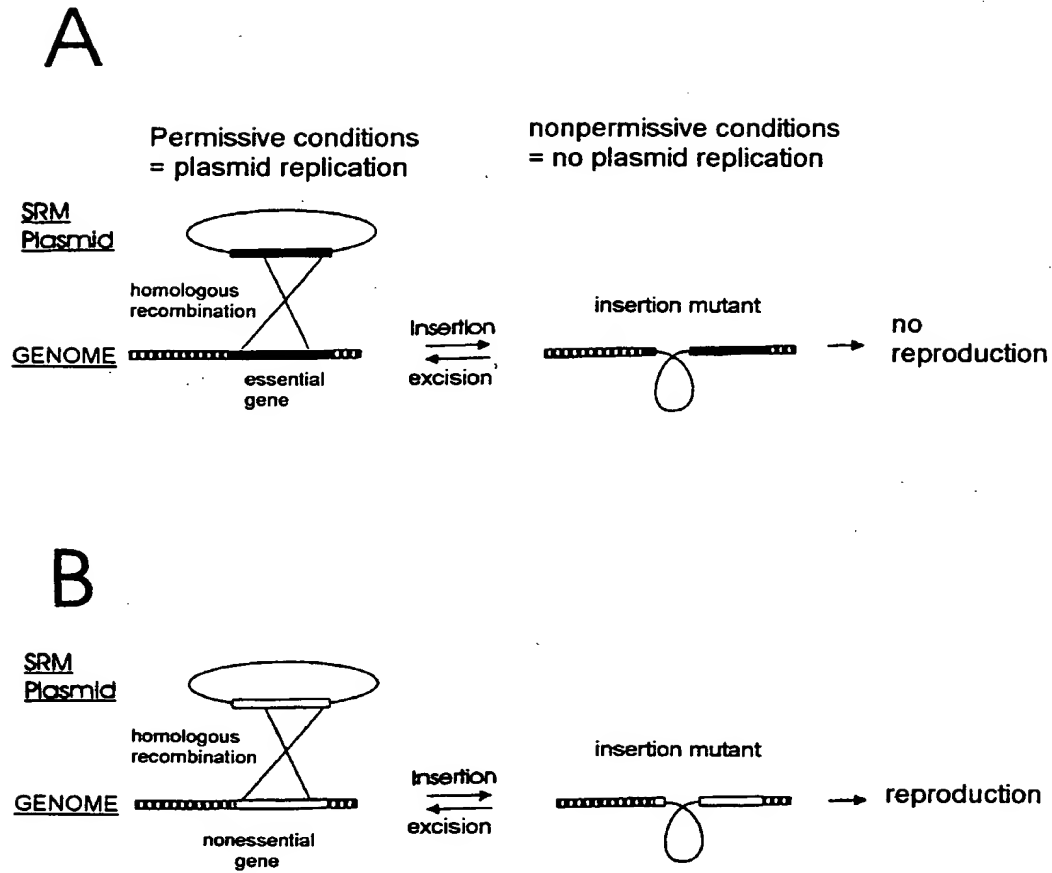 A
Permissive conditions
= plasmid replication
nonpermissive conditions
= no plasmid replication
SRM
Plasmid
homologous
recombination
GENOME
essential
gene
Insertion
excision
insertion mutant
no
reproduction
B
SRM
Plasmid
homologous
recombination
GENOME
nonessential
gene
Insertion
excision
insertion mutant
reproduction